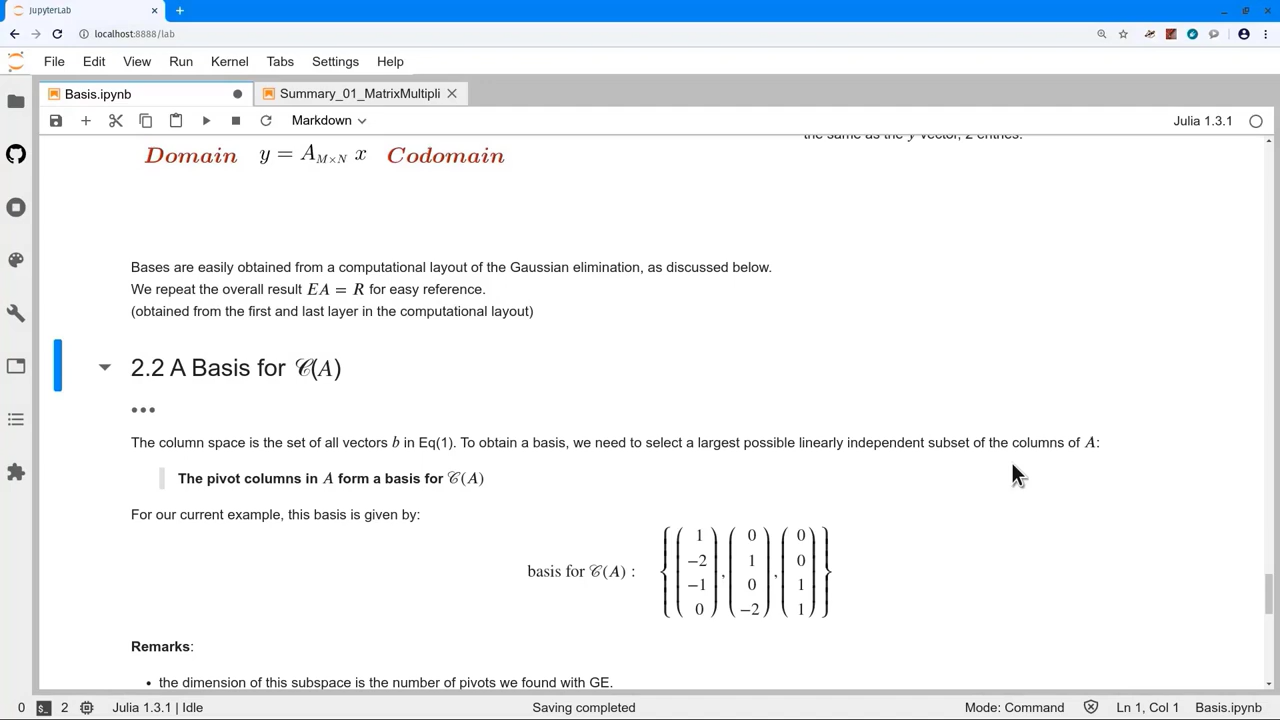 JupyterLab
localhost:8888/lab
File Edit View Run Kernel Tabs Settings Help
Basis.ipynb Summary_01_MatrixMultipli
Markdown Julia 1.3.1
the same as the y vector, 2 entries.
Domain y = A_{M×N} x Codomain
Bases are easily obtained from a computational layout of the Gaussian elimination, as discussed below.
We repeat the overall result EA = R for easy reference.
(obtained from the first and last layer in the computational layout)
2.2 A Basis for 𝒞(A)
•••
The column space is the set of all vectors b in Eq(1). To obtain a basis, we need to select a largest possible linearly independent subset of the columns of A:
The pivot columns in A form a basis for 𝒞(A)
For our current example, this basis is given by:
basis for 𝒞(A) : { ( 1 −2 −1 0 ) , ( 0 1 0 −2 ) , ( 0 0 1 1 ) }
Remarks:
• the dimension of this subspace is the number of pivots we found with GE.
0 $_ 2 Julia 1.3.1 | Idle Saving completed Mode: Command Ln 1, Col 1 Basis.ipynb